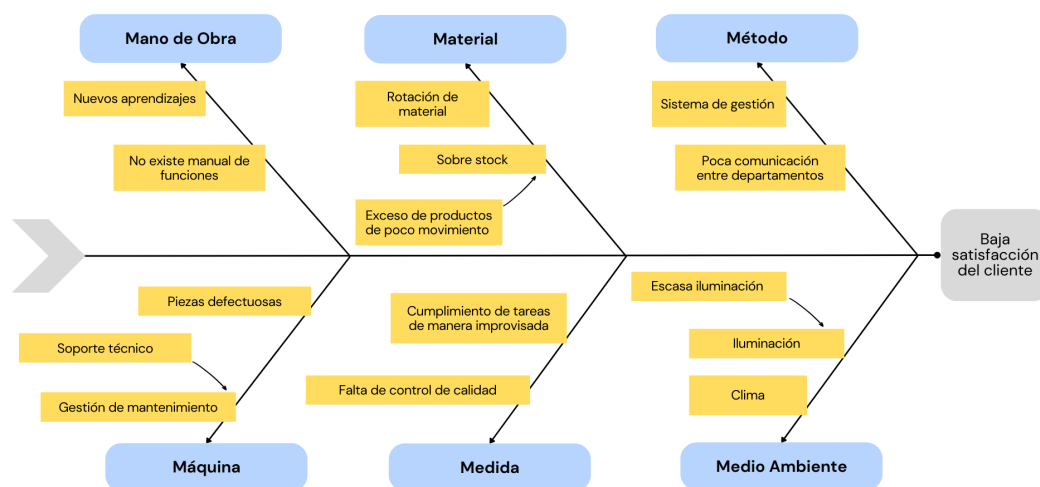 Mano de Obra
Material
Método
Nuevos aprendizajes
Rotación de
material
Sistema de gestión
No existe manual de
funciones
Sobre stock
Poca comunicación
entre departamentos
Exceso de productos
de poco movimiento
Baja
satisfacción
del cliente
Piezas defectuosas
Cumplimiento de tareas
de manera improvisada
Escasa iluminación
Soporte técnico
Iluminación
Gestión de mantenimiento
Falta de control de calidad
Clima
Máquina
Medida
Medio Ambiente